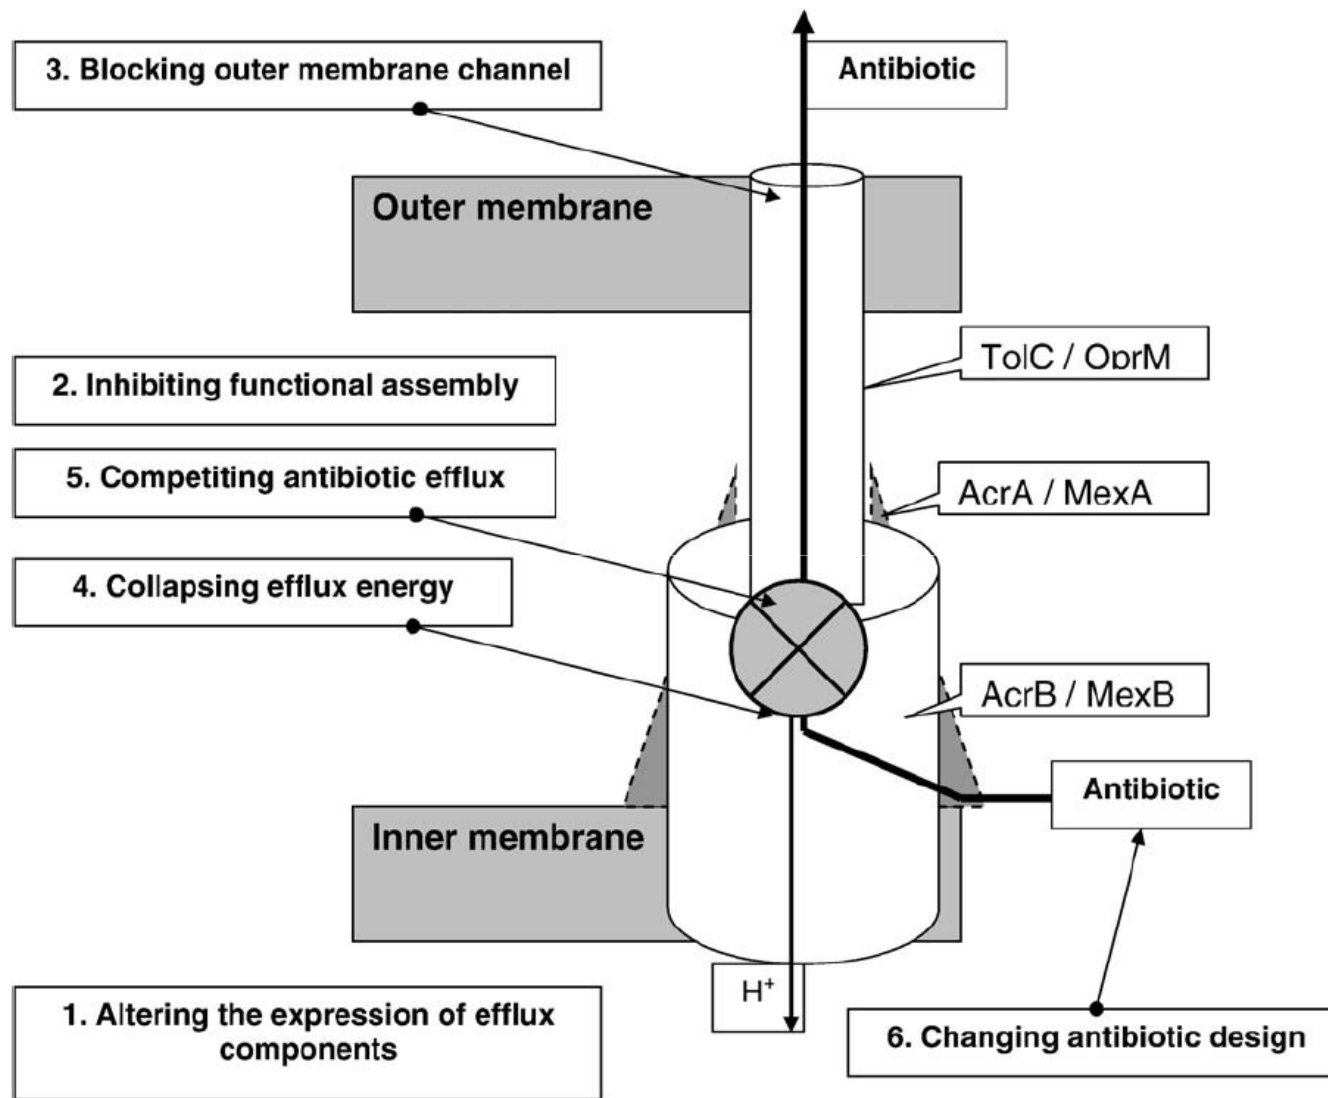 3. Blocking outer membrane channel
Antibiotic
Outer membrane
TolC / OprM
2. Inhibiting functional assembly
5. Competiting antibiotic efflux
AcrA / MexA
4. Collapsing efflux energy
AcrB / MexB
Antibiotic
Inner membrane
H+
1. Altering the expression of efflux
components
6. Changing antibiotic design